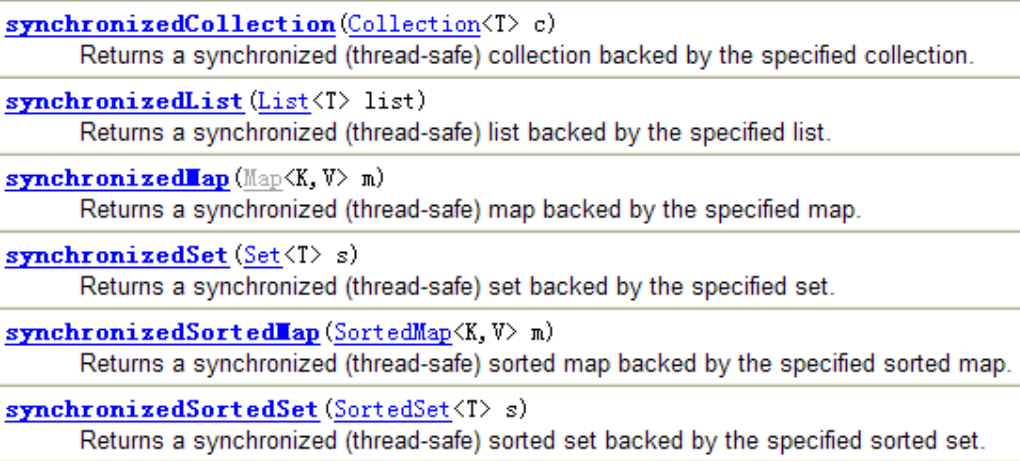 synchronizedCollection(Collection<T> c)
Returns a synchronized (thread-safe) collection backed by the specified collection.
synchronizedList(List<T> list)
Returns a synchronized (thread-safe) list backed by the specified list.
synchronizedMap(Map<K,V> m)
Returns a synchronized (thread-safe) map backed by the specified map.
synchronizedSet(Set<T> s)
Returns a synchronized (thread-safe) set backed by the specified set.
synchronizedSortedMap(SortedMap<K,V> m)
Returns a synchronized (thread-safe) sorted map backed by the specified sorted map.
synchronizedSortedSet(SortedSet<T> s)
Returns a synchronized (thread-safe) sorted set backed by the specified sorted set.